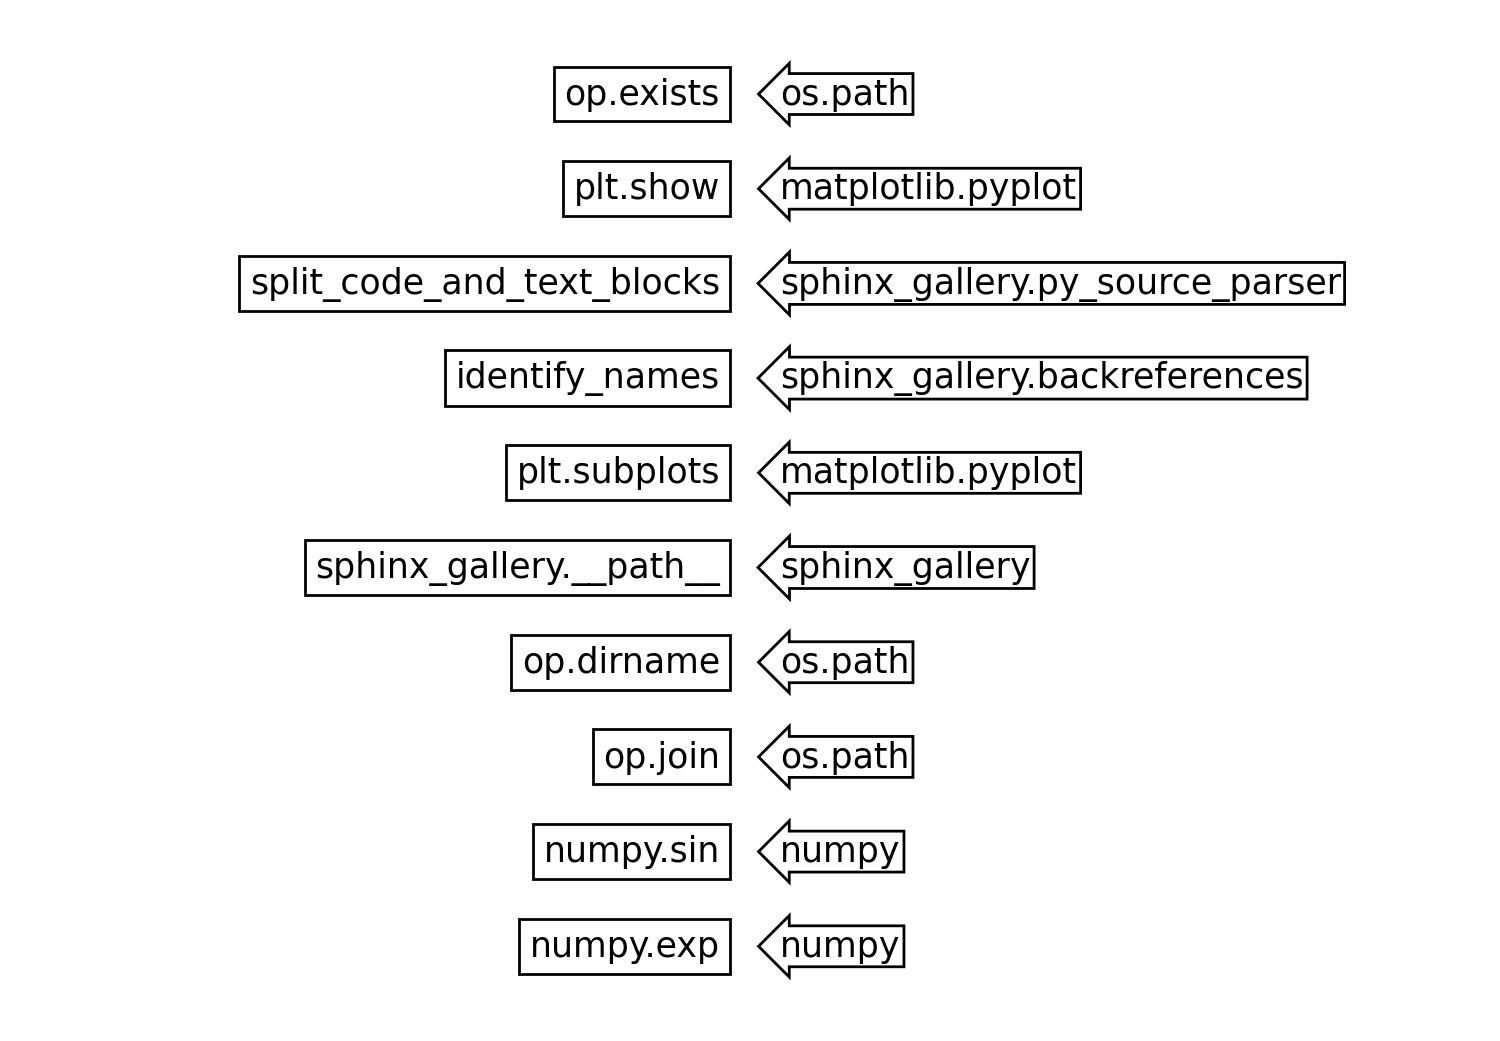 op.exists os.path
plt.show matplotlib.pyplot
split_code_and_text_blocks sphinx_gallery.py_source_parser
identify_names sphinx_gallery.backreferences
plt.subplots matplotlib.pyplot
sphinx_gallery.__path__ sphinx_gallery
op.dirname os.path
op.join os.path
numpy.sin numpy
numpy.exp numpy